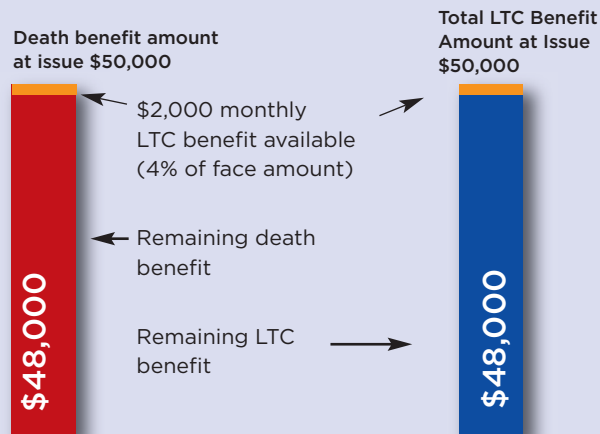 Death benefit amount
at issue $50,000
Total LTC Benefit
Amount at Issue
$50,000
$2,000 monthly
LTC benefit available
(4% of face amount)
Remaining death
benefit
Remaining LTC
benefit
$48,000
$48,000